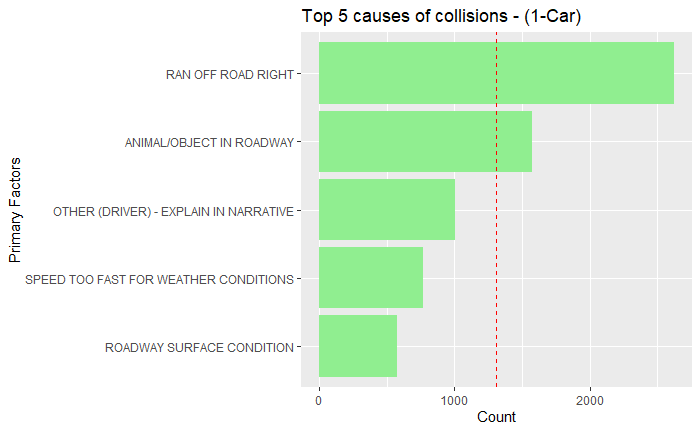 Top 5 causes of collisions - (1-Car)
Primary Factors
RAN OFF ROAD RIGHT
ANIMAL/OBJECT IN ROADWAY
OTHER (DRIVER) - EXPLAIN IN NARRATIVE
SPEED TOO FAST FOR WEATHER CONDITIONS
ROADWAY SURFACE CONDITION
0 1000 2000
Count